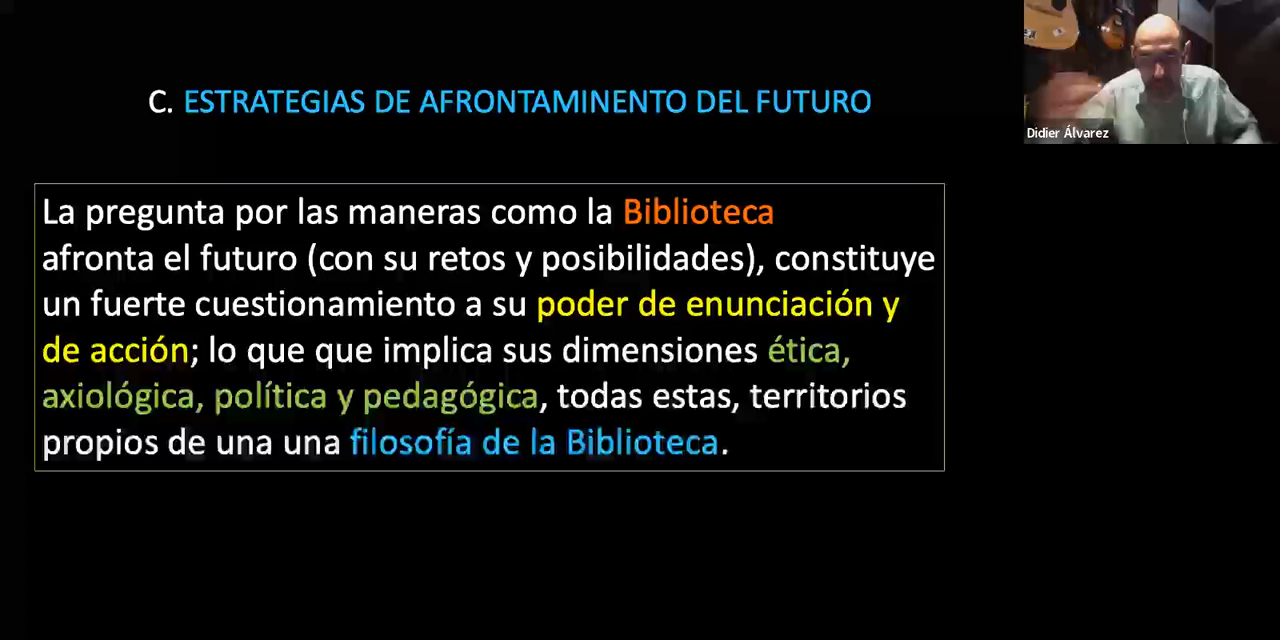 C. ESTRATEGIAS DE AFRONTAMINENTO DEL FUTURO
Didier Álvarez
La pregunta por las maneras como la Biblioteca
afronta el futuro (con su retos y posibilidades), constituye
un fuerte cuestionamiento a su poder de enunciación y
de acción; lo que que implica sus dimensiones ética,
axiológica, política y pedagógica, todas estas, territorios
propios de una una filosofía de la Biblioteca.